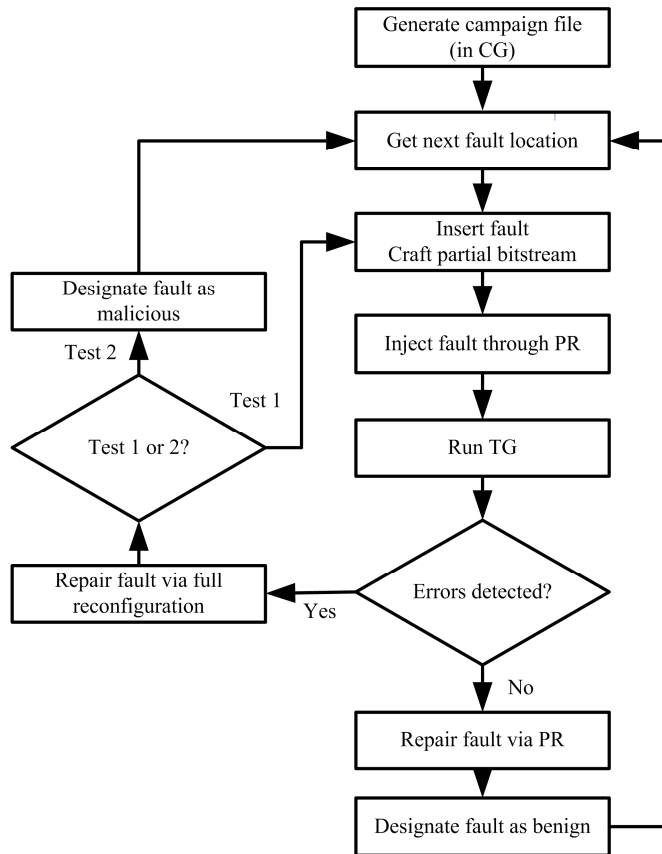 Generate campaign file
(in CG)
Get next fault location
Insert fault
Craft partial bitstream
Designate fault as
malicious
Test 2
Test 1
Inject fault through PR
Test 1 or 2?
Run TG
Repair fault via full
reconfiguration
Yes
Errors detected?
No
Repair fault via PR
Designate fault as benign